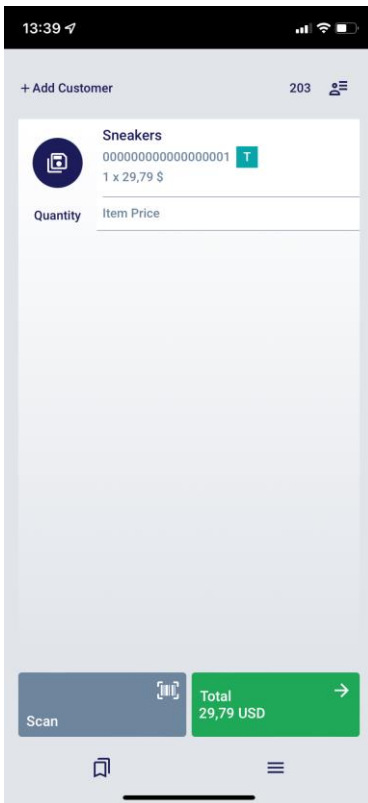 13:39
+ Add Customer
203
Sneakers
000000000000000001 T
1 x 29,79 $
Quantity
Item Price
Scan
Total
29,79 USD